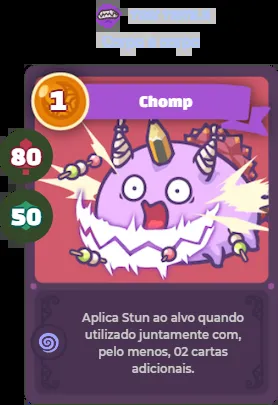 1
Chomp
80
50
Aplica Stun ao alvo quando
utilizado juntamente com,
pelo menos, 02 cartas
adicionais.